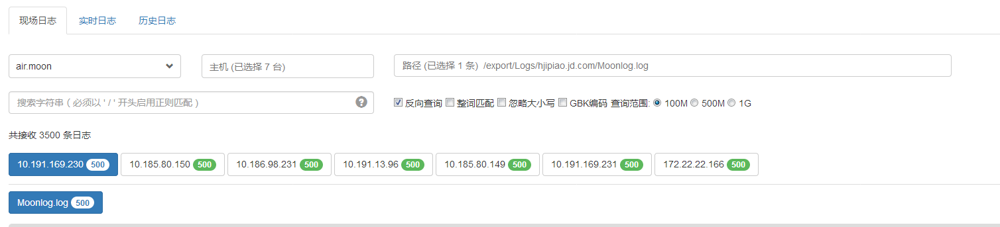 现场日志 实时日志 历史日志
air.moon 主机 (已选择 7 台) 路径 (已选择 1 条) /export/Logs/hjipiao.jd.com/Moonlog.log
搜索字符串 ( 必须以 ' / ' 开头启用正则匹配 ) ? 反向查询 整词匹配 忽略大小写 GBK编码 查询范围: 100M 500M 1G
共接收 3500 条日志
10.191.169.230 500 10.185.80.150 500 10.186.98.231 500 10.191.13.96 500 10.185.80.149 500 10.191.169.231 500 172.22.22.166 500
Moonlog.log 500